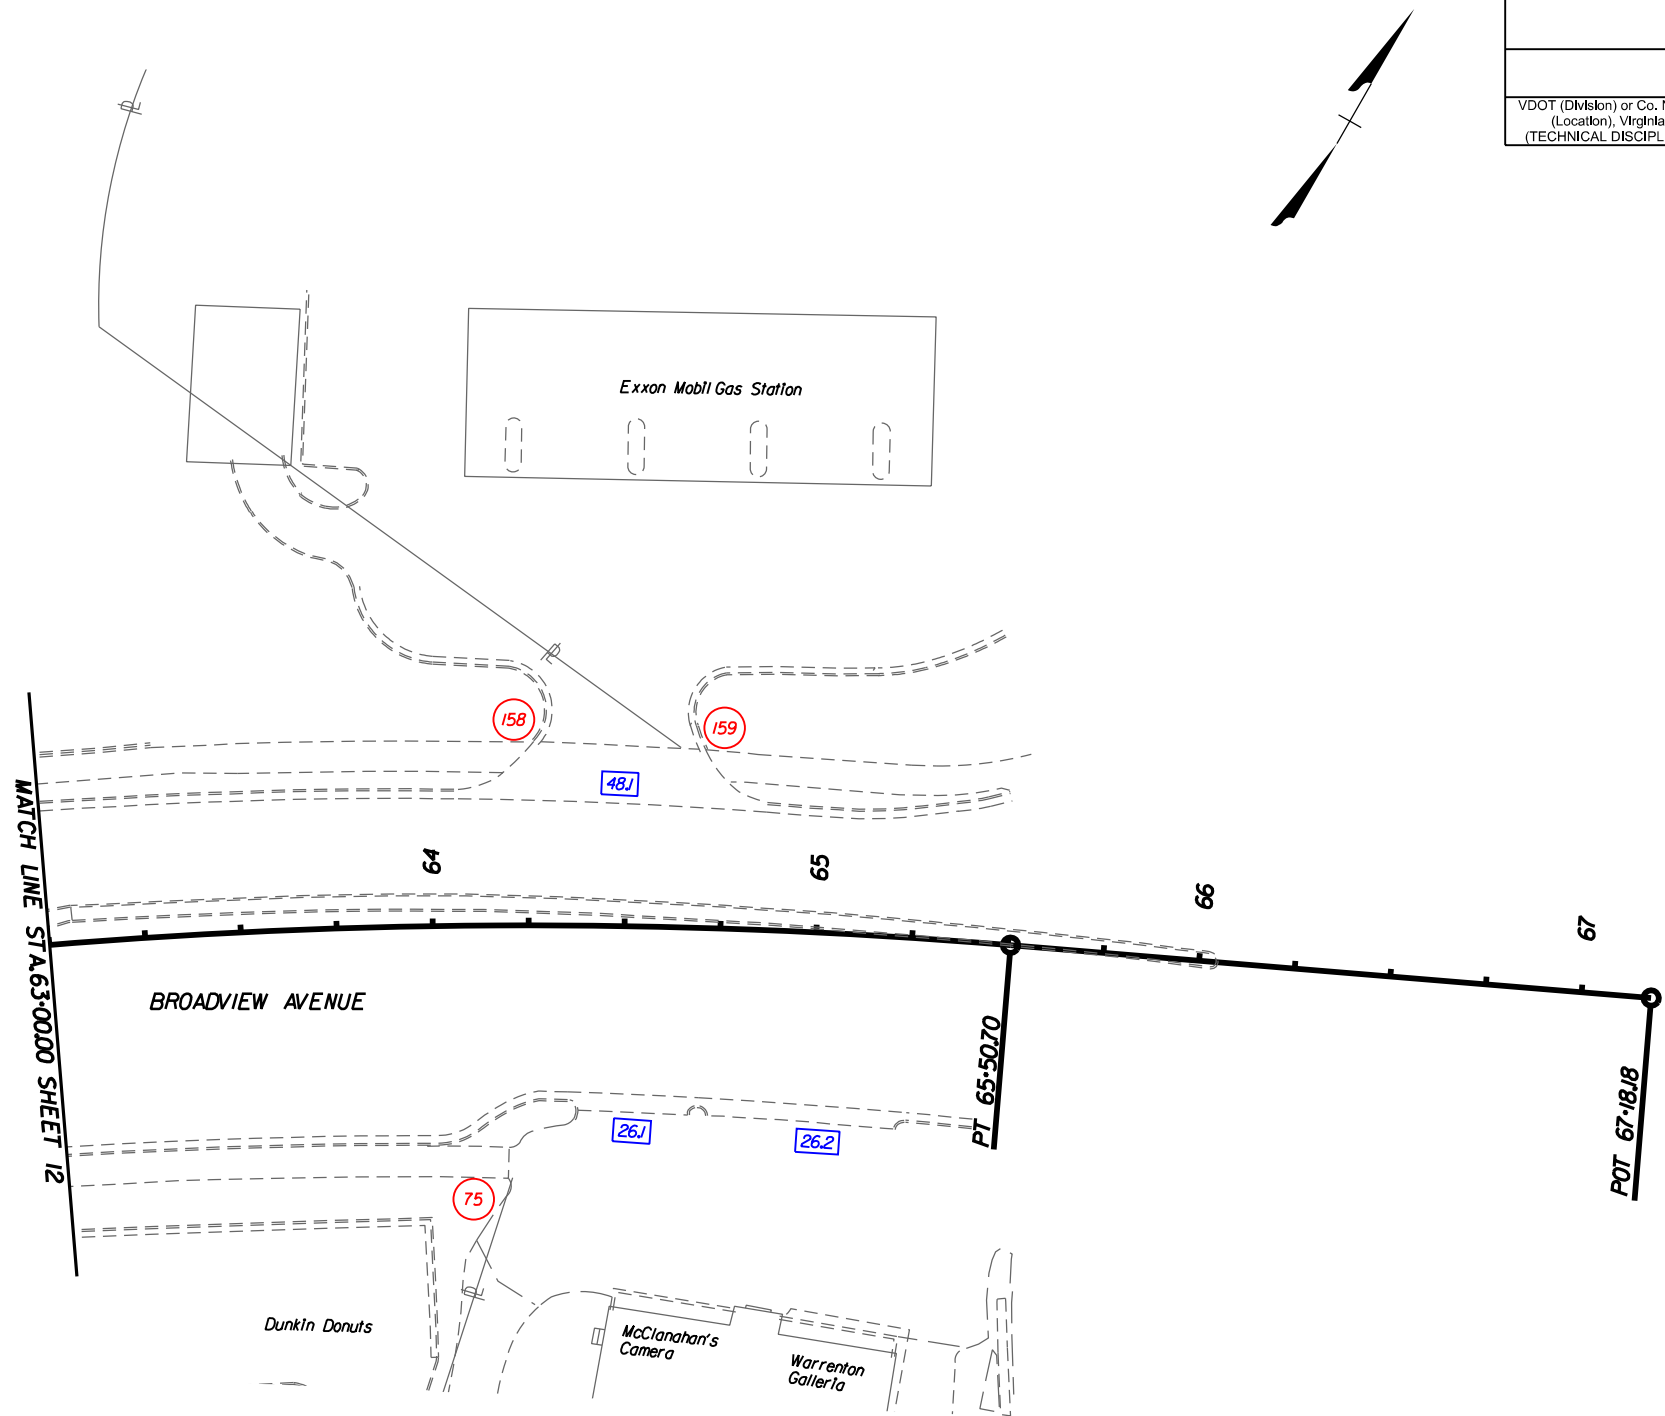 VDOT (Division) or Co. 
(Location), Virginia
(TECHNICAL DISCIPL
Exxon Mobil Gas Station
158
159
48.1
64
65
66
67
MATCH LINE STA.63+00.00 SHEET 12
BROADVIEW AVENUE
PT 65+50.70
POT 67+18.18
26.1
26.2
75
Dunkin Donuts
McClanahan's
Camera
Warrenton
Galleria